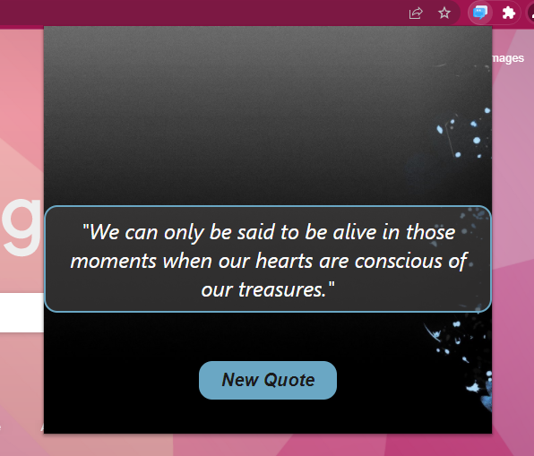 mages
g
"We can only be said to be alive in those
moments when our hearts are conscious of
our treasures."
New Quote